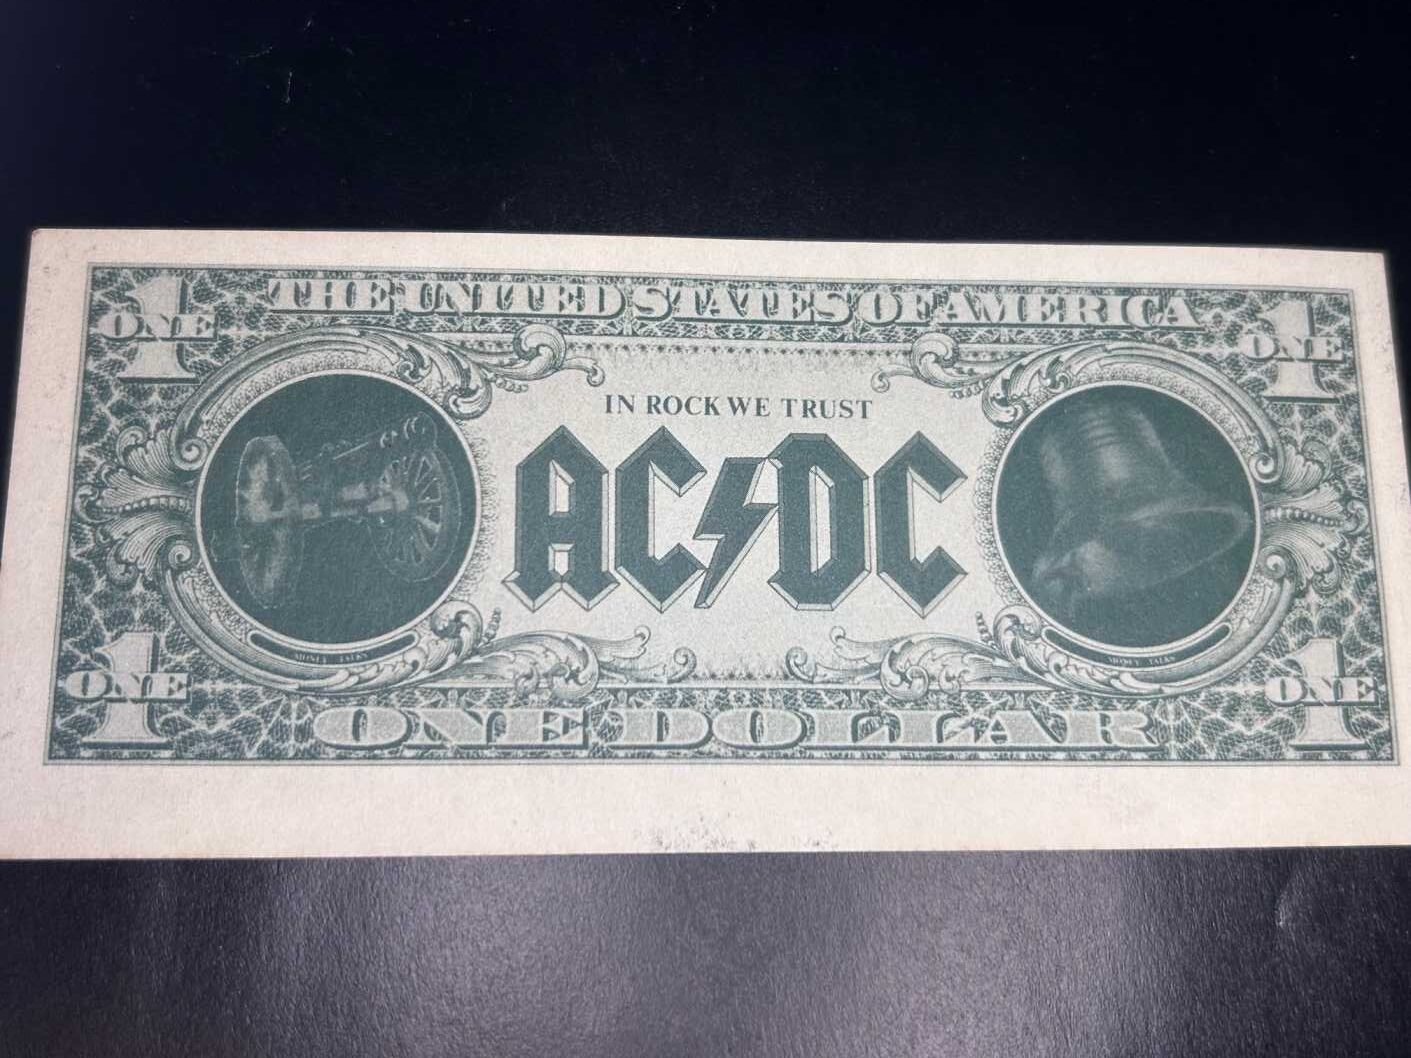 THE UNITED STATES OF AMERICA
1 ONE
1 ONE
IN ROCK WE TRUST
AC⚡DC
MONEY TALKS
MONEY TALKS
1 ONE
1 ONE
ONE DOLLAR